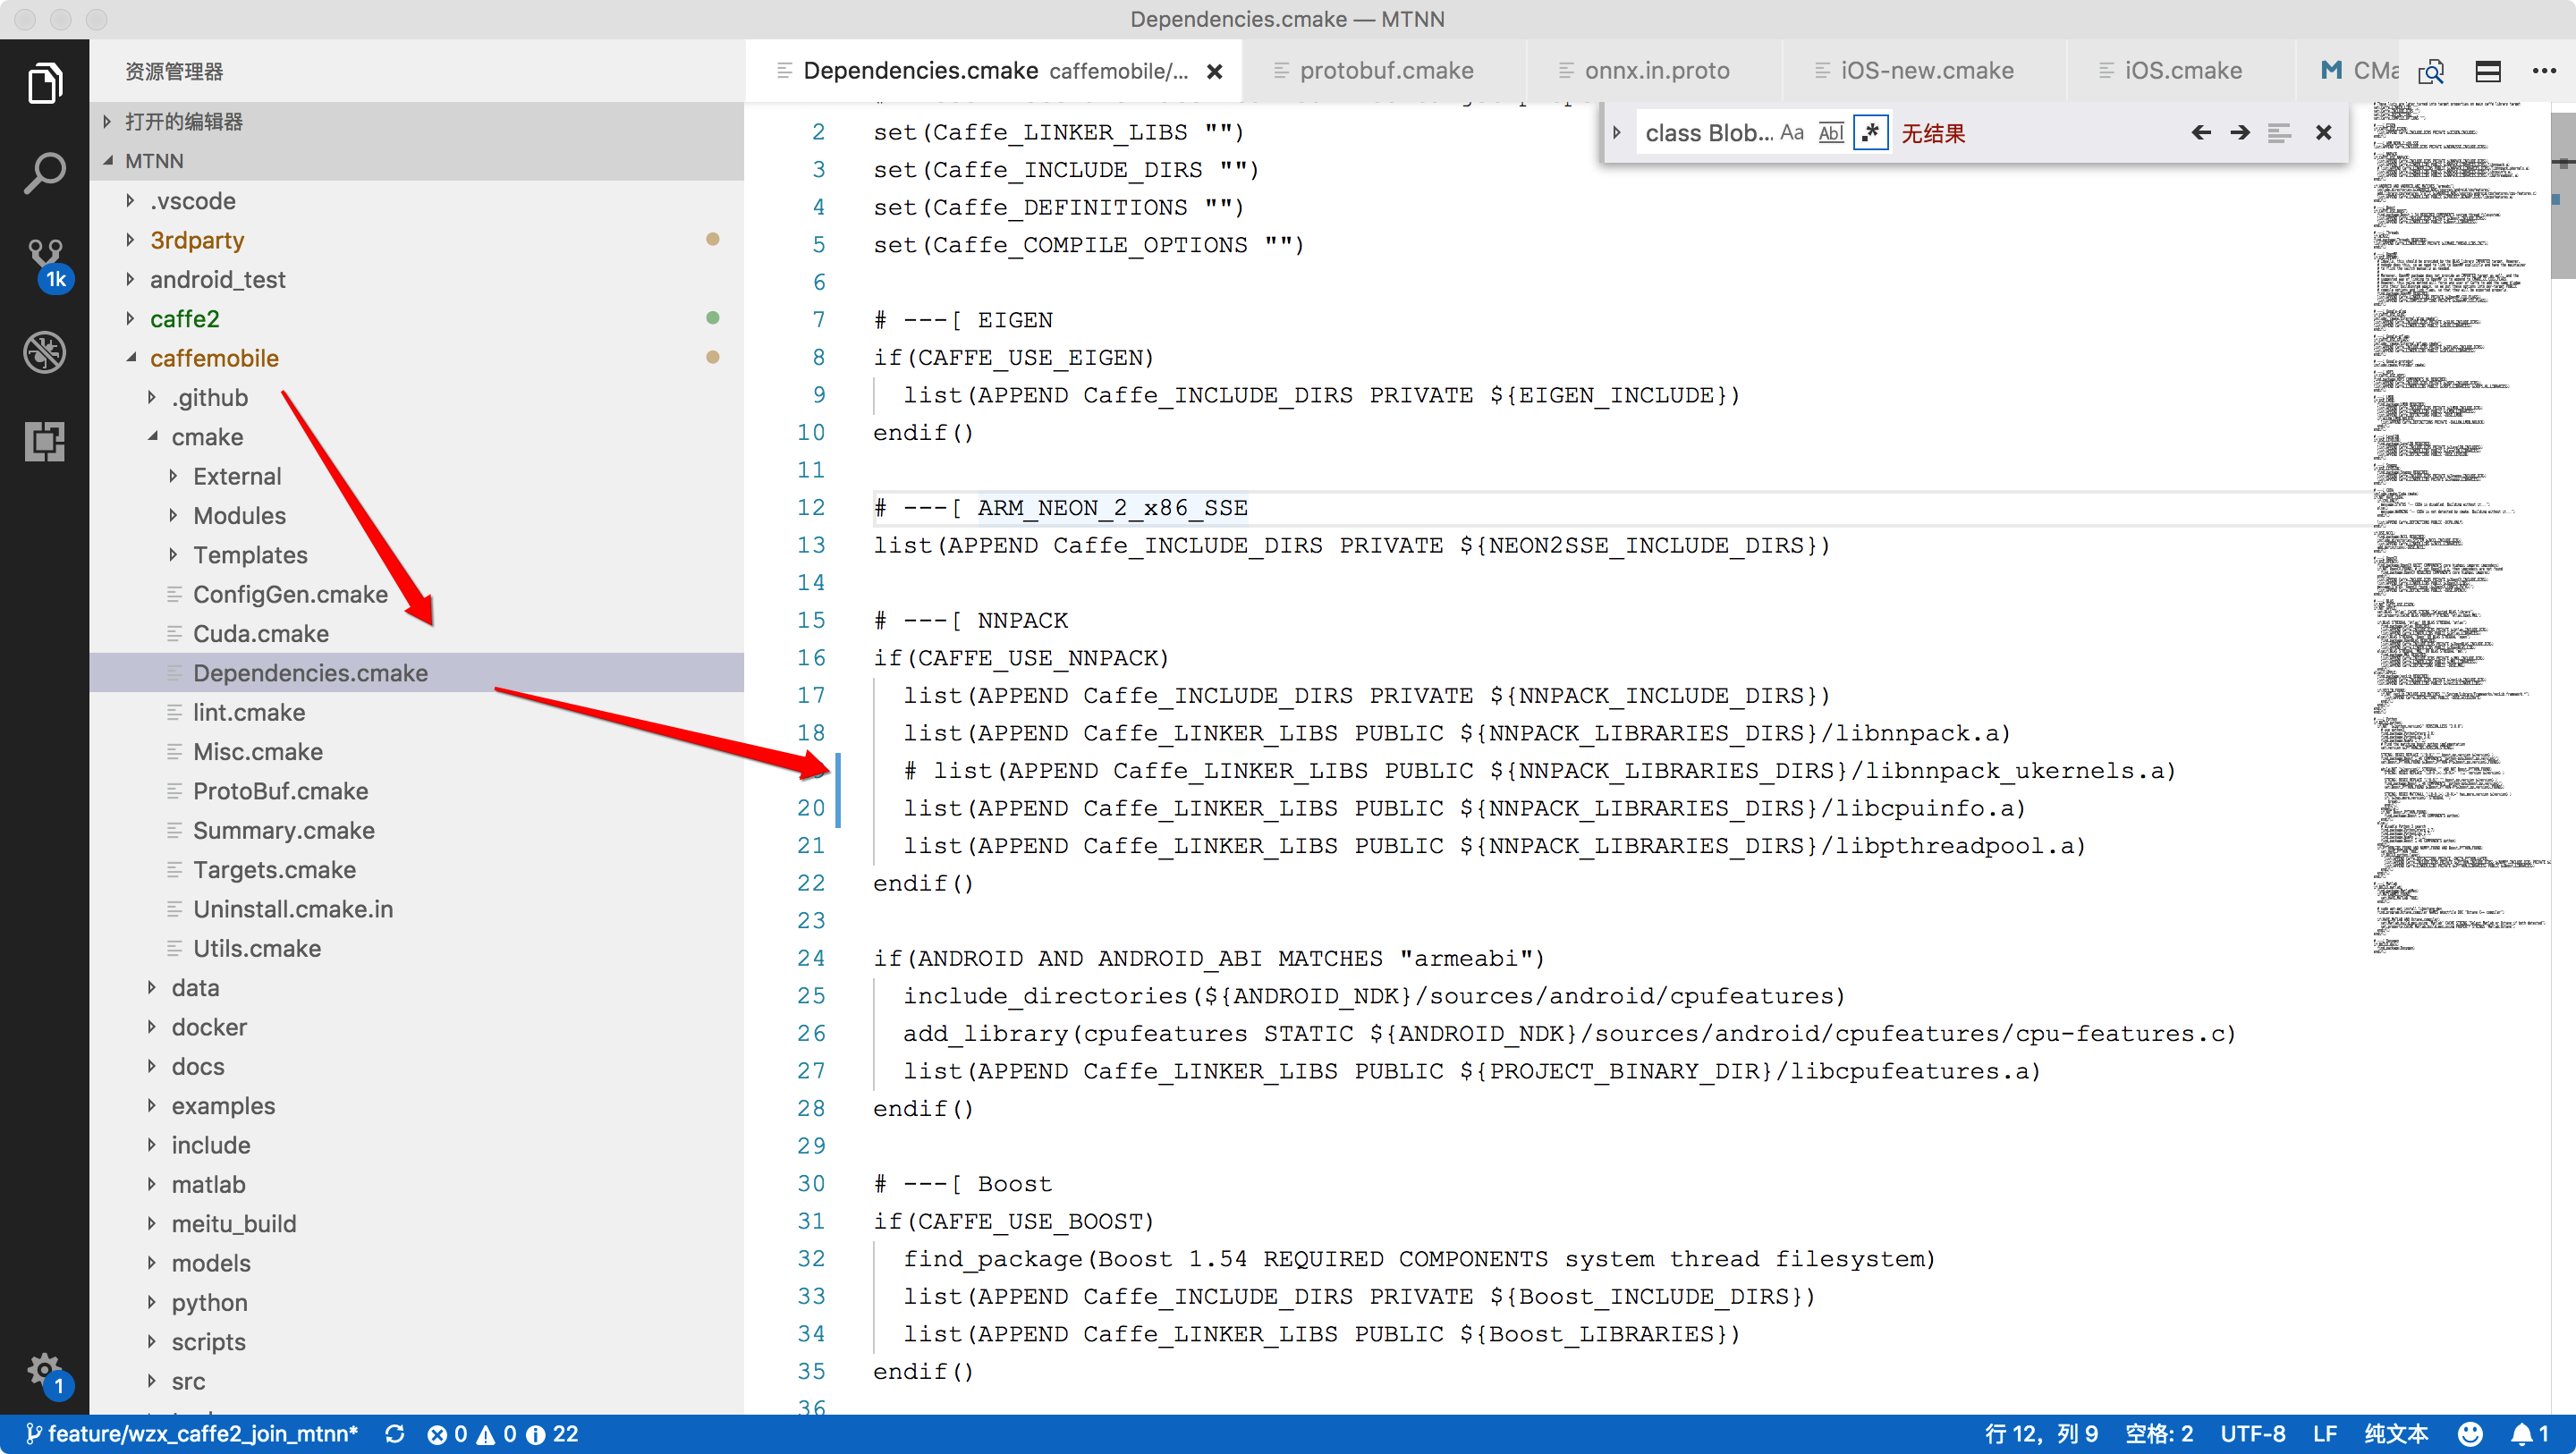 Dependencies.cmake — MTNN
资源管理器
Dependencies.cmake caffemobile/...
protobuf.cmake
onnx.in.proto
iOS-new.cmake
iOS.cmake
CMa
打开的编辑器
MTNN
.vscode
3rdparty
android_test
caffe2
caffemobile
.github
cmake
External
Modules
Templates
ConfigGen.cmake
Cuda.cmake
Dependencies.cmake
lint.cmake
Misc.cmake
ProtoBuf.cmake
Summary.cmake
Targets.cmake
Uninstall.cmake.in
Utils.cmake
data
docker
docs
examples
include
matlab
meitu_build
models
python
scripts
src
1k
1
class Blob... Aa Abl .* 无结果
2 set(Caffe_LINKER_LIBS "")
3 set(Caffe_INCLUDE_DIRS "")
4 set(Caffe_DEFINITIONS "")
5 set(Caffe_COMPILE_OPTIONS "")
6
7 # ---[ EIGEN
8 if(CAFFE_USE_EIGEN)
9 list(APPEND Caffe_INCLUDE_DIRS PRIVATE ${EIGEN_INCLUDE})
10 endif()
11
12 # ---[ ARM_NEON_2_x86_SSE
13 list(APPEND Caffe_INCLUDE_DIRS PRIVATE ${NEON2SSE_INCLUDE_DIRS})
14
15 # ---[ NNPACK
16 if(CAFFE_USE_NNPACK)
17 list(APPEND Caffe_INCLUDE_DIRS PRIVATE ${NNPACK_INCLUDE_DIRS})
18 list(APPEND Caffe_LINKER_LIBS PUBLIC ${NNPACK_LIBRARIES_DIRS}/libnnpack.a)
# list(APPEND Caffe_LINKER_LIBS PUBLIC ${NNPACK_LIBRARIES_DIRS}/libnnpack_ukernels.a)
20 list(APPEND Caffe_LINKER_LIBS PUBLIC ${NNPACK_LIBRARIES_DIRS}/libcpuinfo.a)
21 list(APPEND Caffe_LINKER_LIBS PUBLIC ${NNPACK_LIBRARIES_DIRS}/libpthreadpool.a)
22 endif()
23
24 if(ANDROID AND ANDROID_ABI MATCHES "armeabi")
25 include_directories(${ANDROID_NDK}/sources/android/cpufeatures)
26 add_library(cpufeatures STATIC ${ANDROID_NDK}/sources/android/cpufeatures/cpu-features.c)
27 list(APPEND Caffe_LINKER_LIBS PUBLIC ${PROJECT_BINARY_DIR}/libcpufeatures.a)
28 endif()
29
30 # ---[ Boost
31 if(CAFFE_USE_BOOST)
32 find_package(Boost 1.54 REQUIRED COMPONENTS system thread filesystem)
33 list(APPEND Caffe_INCLUDE_DIRS PRIVATE ${Boost_INCLUDE_DIRS})
34 list(APPEND Caffe_LINKER_LIBS PUBLIC ${Boost_LIBRARIES})
35 endif()
36
feature/wzx_caffe2_join_mtnn* 0 0 22
行 12，列 9 空格: 2 UTF-8 LF 纯文本 1